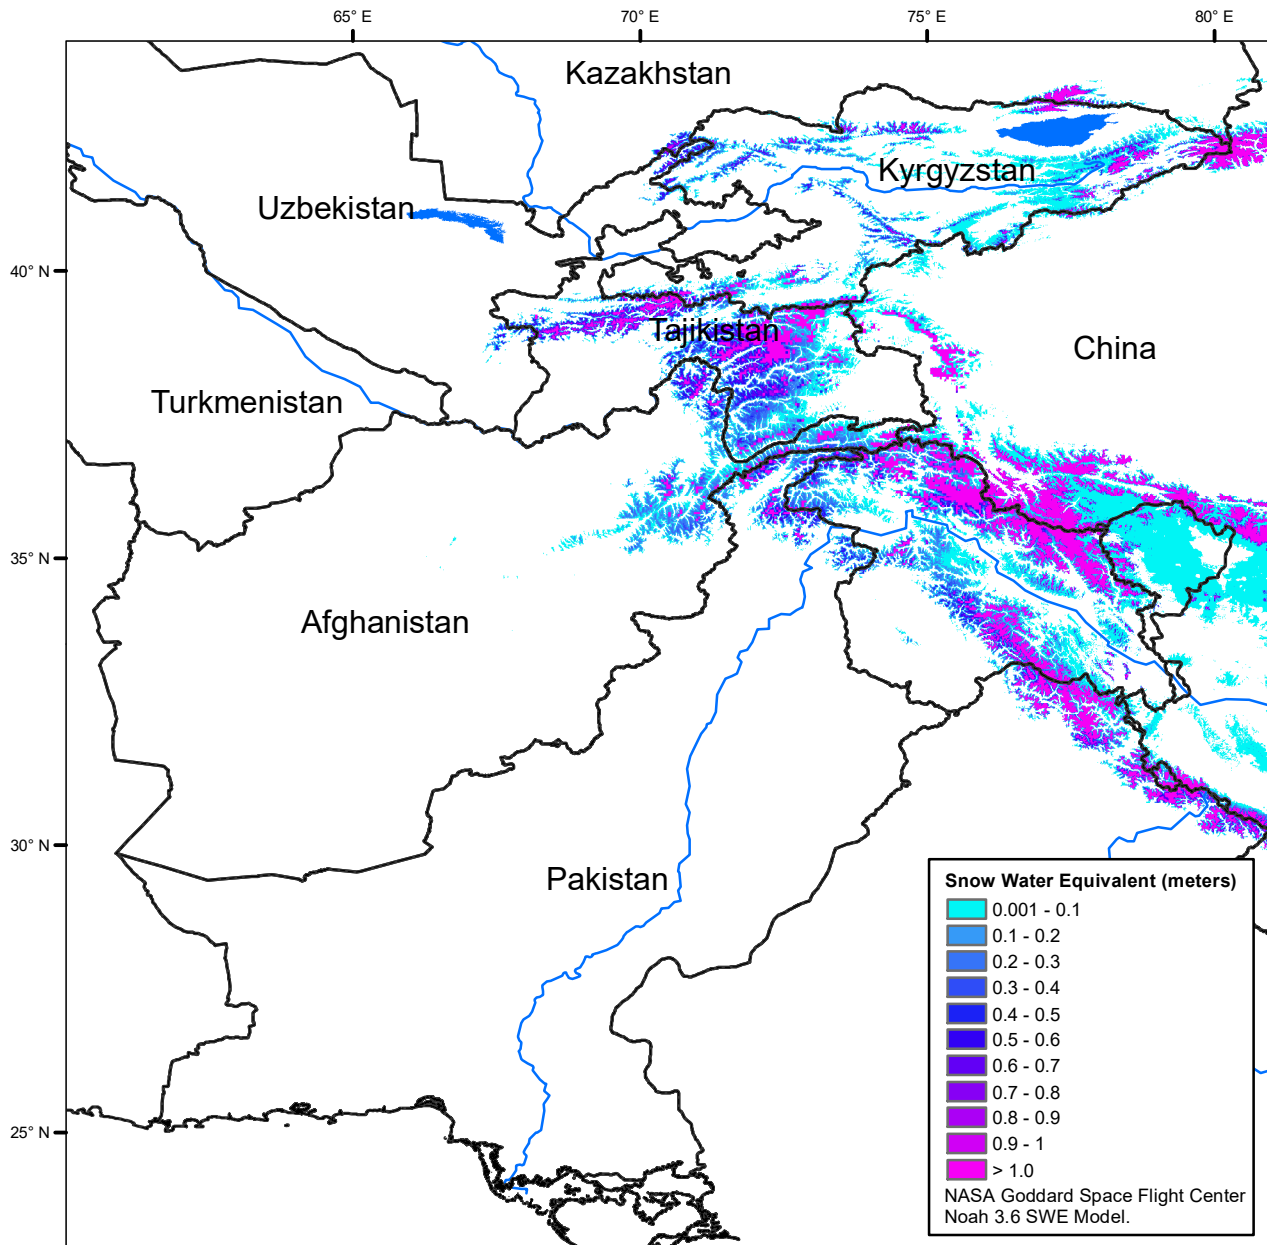 65° E
70° E
75° E
80° E
Kazakhstan
Kyrgyzstan
Uzbekistan
40° N
Tajikistan
China
Turkmenistan
35° N
Afghanistan
30° N
Pakistan
25° N
Snow Water Equivalent (meters)
0.001 - 0.1
0.1 - 0.2
0.2 - 0.3
0.3 - 0.4
0.4 - 0.5
0.5 - 0.6
0.6 - 0.7
0.7 - 0.8
0.8 - 0.9
0.9 - 1
> 1.0
NASA Goddard Space Flight Center
Noah 3.6 SWE Model.